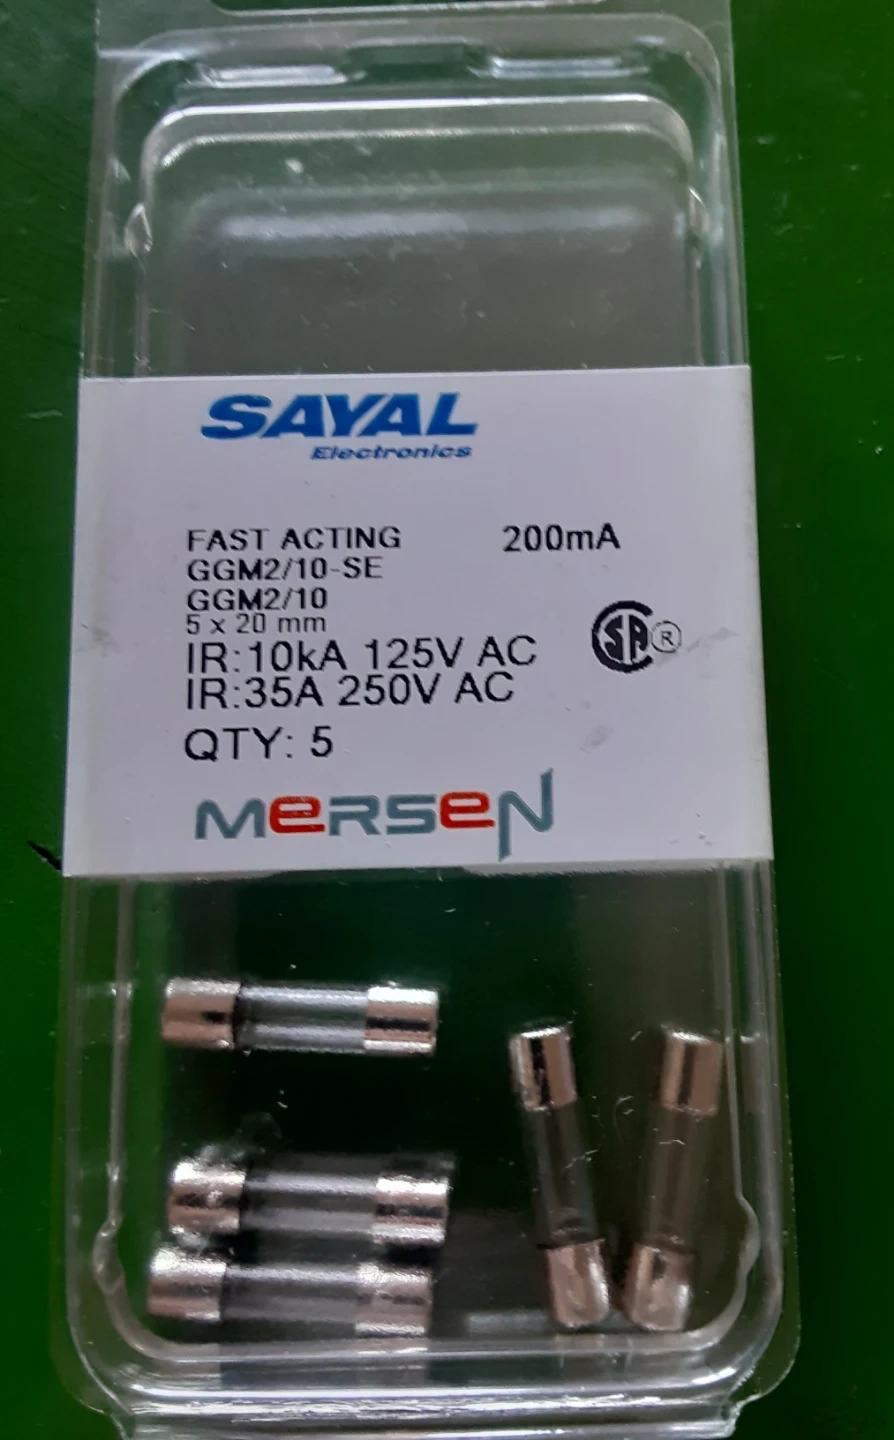 SAYAL
Electronics
FAST ACTING 200mA
GGM2/10-SE
GGM2/10
5 x 20 mm
IR:10kA 125V AC
IR:35A 250V AC
SA ®
QTY: 5
MERSEN